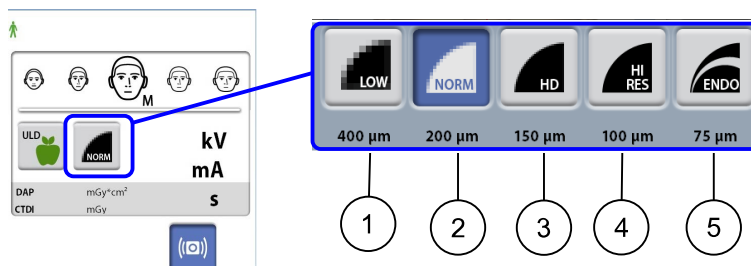 M
ULD
NORM
kV
mA
DAP mGy*cm²
s
CTDI mGy
LOW
NORM
HD
HI
RES
ENDO
400 µm 200 µm 150 µm 100 µm 75 µm
1 2 3 4 5